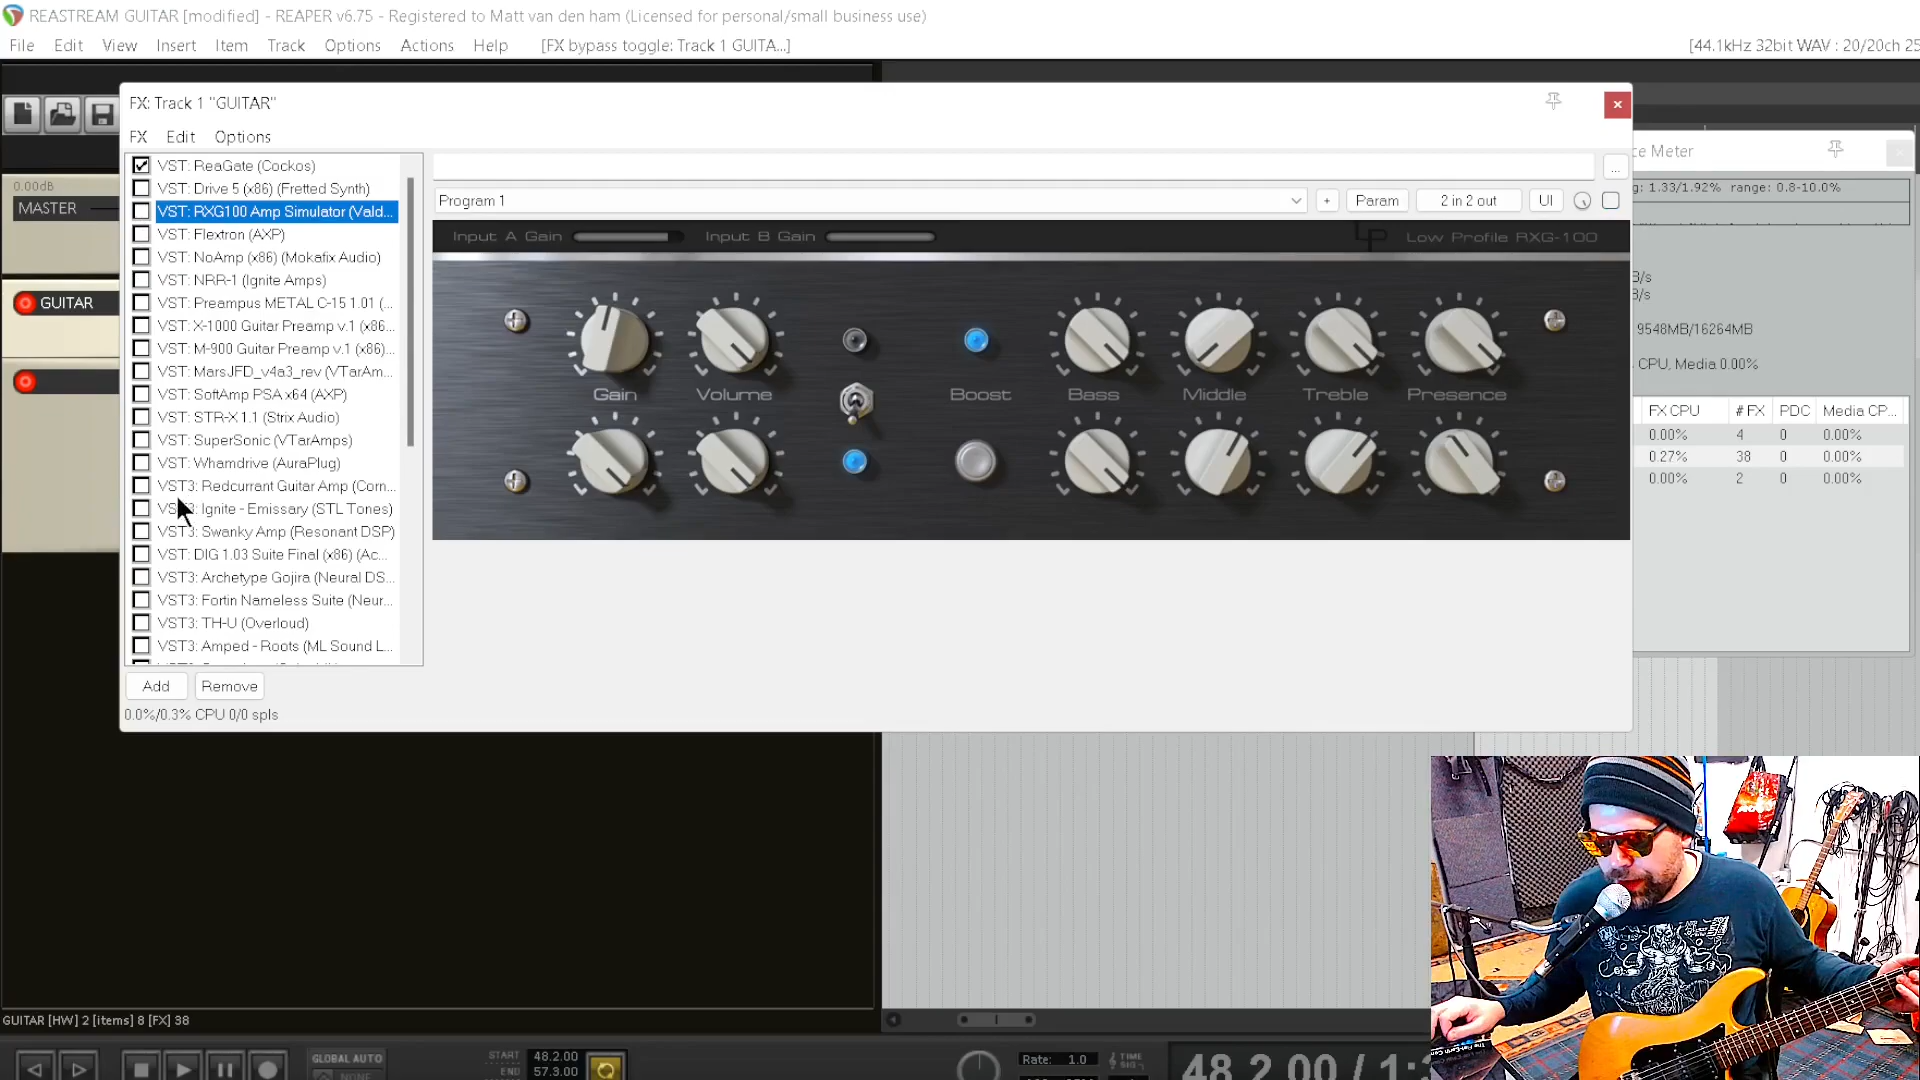 REASTREAM GUITAR [modified] - REAPER v6.75 - Registered to Matt van den ham (Licensed for personal/small business use)
File Edit View Insert Item Track Options Actions Help [FX bypass toggle: Track 1 GUITA...]
[44.1kHz 32bit WAV : 20/20ch 25
FX: Track 1 "GUITAR"
FX Edit Options
VST: ReaGate (Cockos)
VST: Drive 5 (x86) (Fretted Synth)
VST: RXG100 Amp Simulator (Vald...
VST: Flextron (AXP)
VST: NoAmp (x86) (Mokafix Audio)
VST: NRR-1 (Ignite Amps)
VST: Preampus METAL C-15 1.01 (...
VST: X-1000 Guitar Preamp v.1 (x86...
VST: M-900 Guitar Preamp v.1 (x86)...
VST: MarsJFD_v4a3_rev (VTarAm...
VST: SoftAmp PSA x64 (AXP)
VST: STR-X 1.1 (Strix Audio)
VST: SuperSonic (VTarAmps)
VST: Whamdrive (AuraPlug)
VST3: Redcurrant Guitar Amp (Corn...
VST3: Ignite - Emissary (STL Tones)
VST3: Swanky Amp (Resonant DSP)
VST: DIG 1.03 Suite Final (x86) (Ac...
VST3: Archetype Gojira (Neural DS...
VST3: Fortin Nameless Suite (Neur...
VST3: TH-U (Overloud)
VST3: Amped - Roots (ML Sound L...
Add Remove
0.0%/0.3% CPU 0/0 spls
...
Program 1 + Param 2 in 2 out UI
Input A Gain Input B Gain LP Low Profile RXG-100
Gain Volume Boost Bass Middle Treble Presence
0.00dB
MASTER
GUITAR
ce Meter
g: 1.33/1.92% range: 0.8-10.0%
B/s
B/s
9548MB/16264MB
CPU, Media 0.00%
FX CPU # FX PDC Media CP...
0.00% 4 0 0.00%
0.27% 38 0 0.00%
0.00% 2 0 0.00%
GUITAR [HW] 2 [items] 8 [FX] 38
GLOBAL AUTO
NONE
START 48.2.00
END 57.3.00
Rate: 1.0
TIME
SIG
48.2.00 / 1: